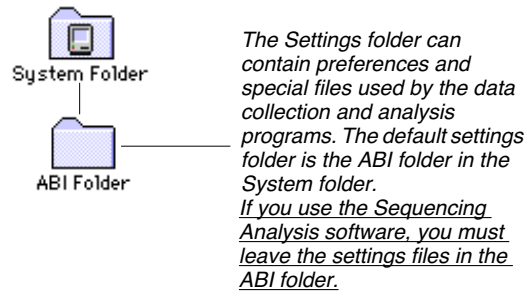 System Folder
ABI Folder
The Settings folder can
contain preferences and
special files used by the data
collection and analysis
programs. The default settings
folder is the ABI folder in the
System folder.
If you use the Sequencing
Analysis software, you must
leave the settings files in the
ABI folder.